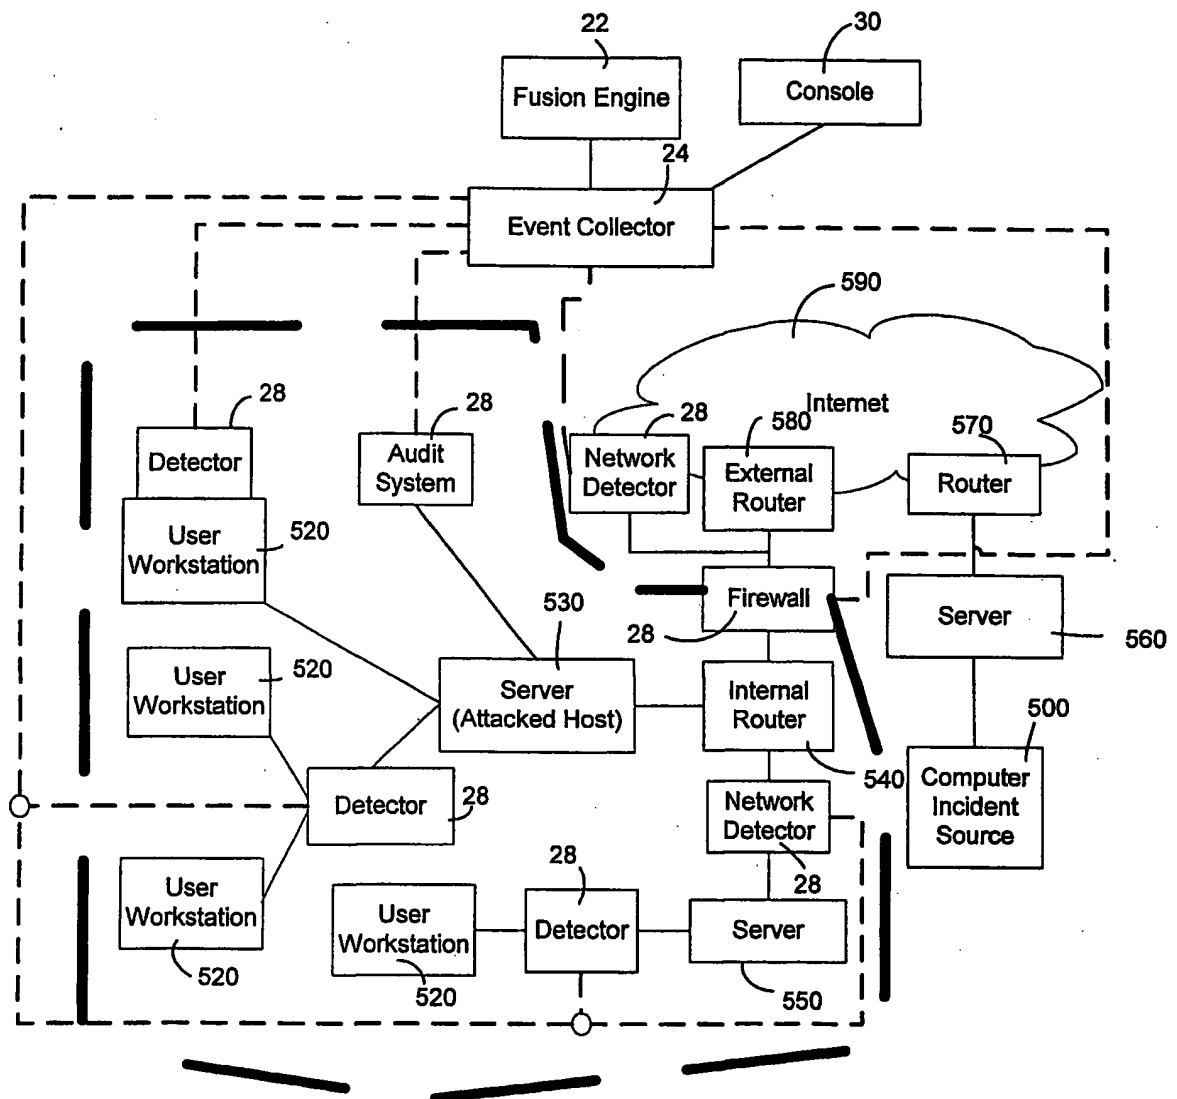 22
30
Fusion Engine
Console
24
Event Collector
590
Internet
28
28
28
580
570
Detector
Audit
System
Network
Detector
External
Router
Router
520
User
Workstation
530
Firewall
28
Server
560
520
User
Workstation
Server
(Attacked Host)
Internal
Router
540
500
Computer
Incident
Source
Detector
28
Network
Detector
28
28
User
Workstation
520
User
Workstation
520
Detector
Server
550